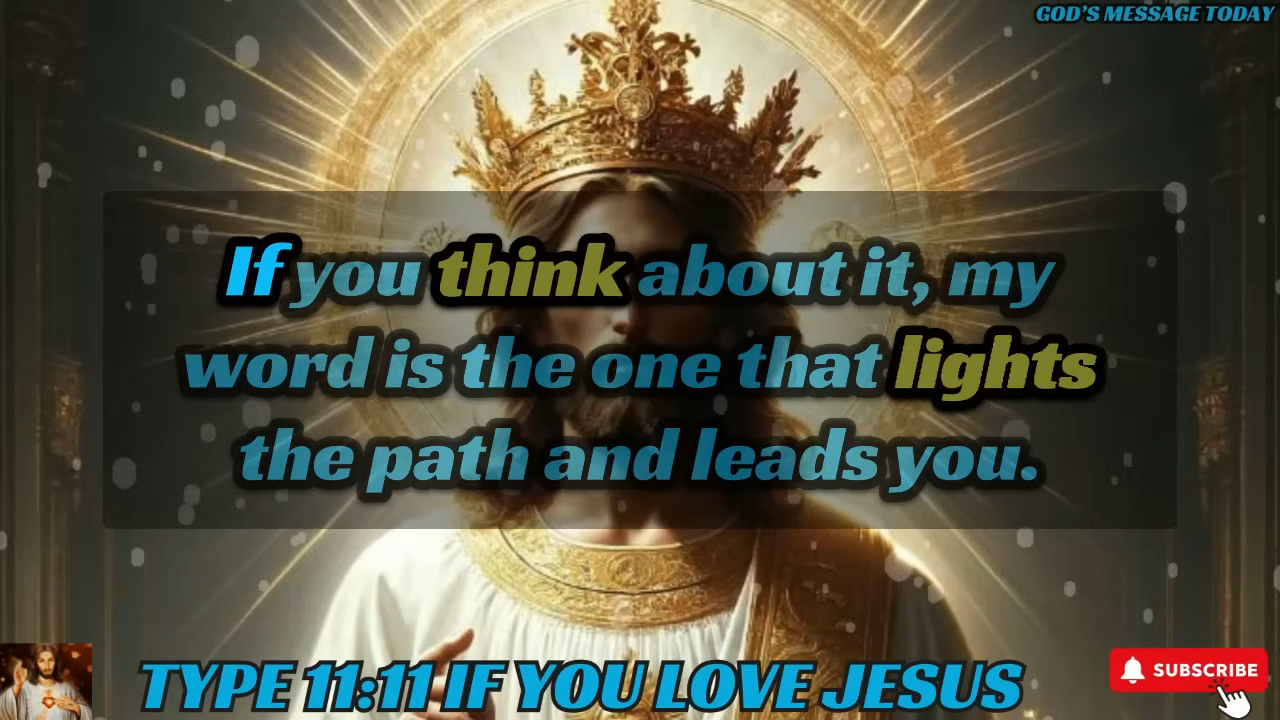 GOD'S MESSAGE TODAY
If you think about it, my
word is the one that lights
the path and leads you.
TYPE 11:11 IF YOU LOVE JESUS
SUBSCRIBE